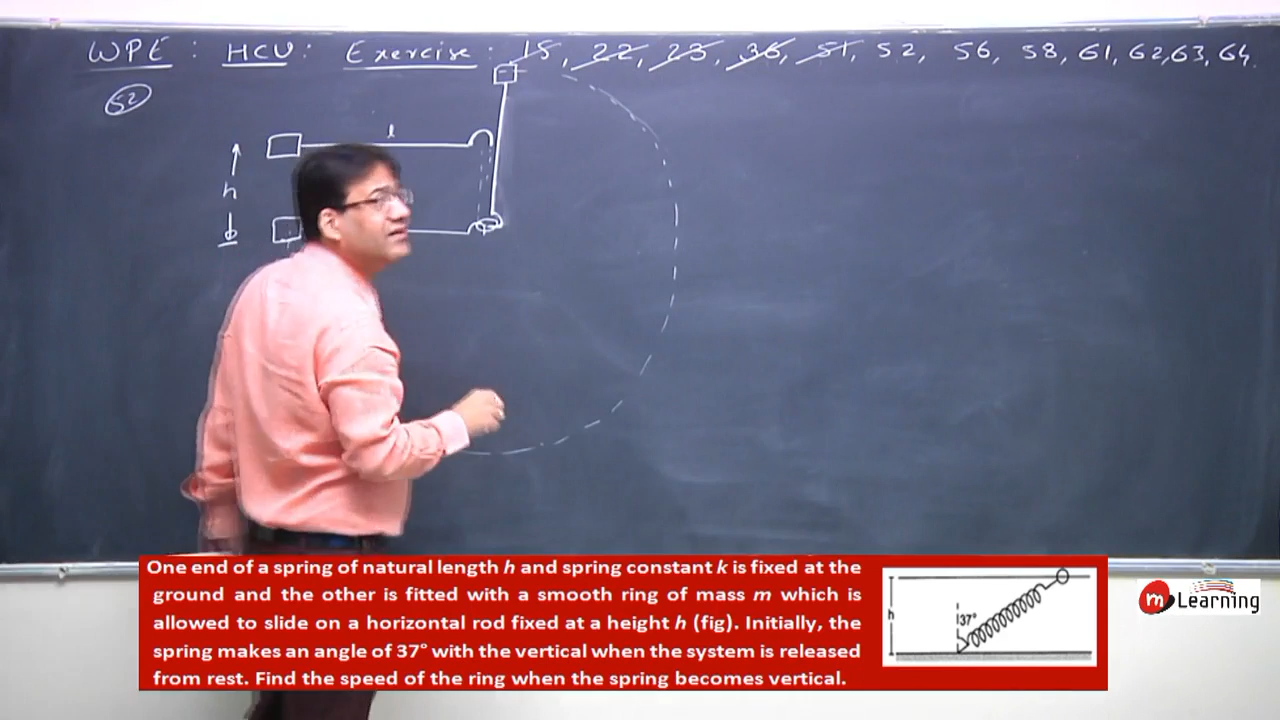 WPE : HCV : Exercise : 15, 22, 23, 36, 51, 52, 56, 58, 61, 62, 63, 64.
52
l
h
One end of a spring of natural length h and spring constant k is fixed at the
ground and the other is fitted with a smooth ring of mass m which is
allowed to slide on a horizontal rod fixed at a height h (fig). Initially, the
spring makes an angle of 37° with the vertical when the system is released
from rest. Find the speed of the ring when the spring becomes vertical.
h
37°
m Learning